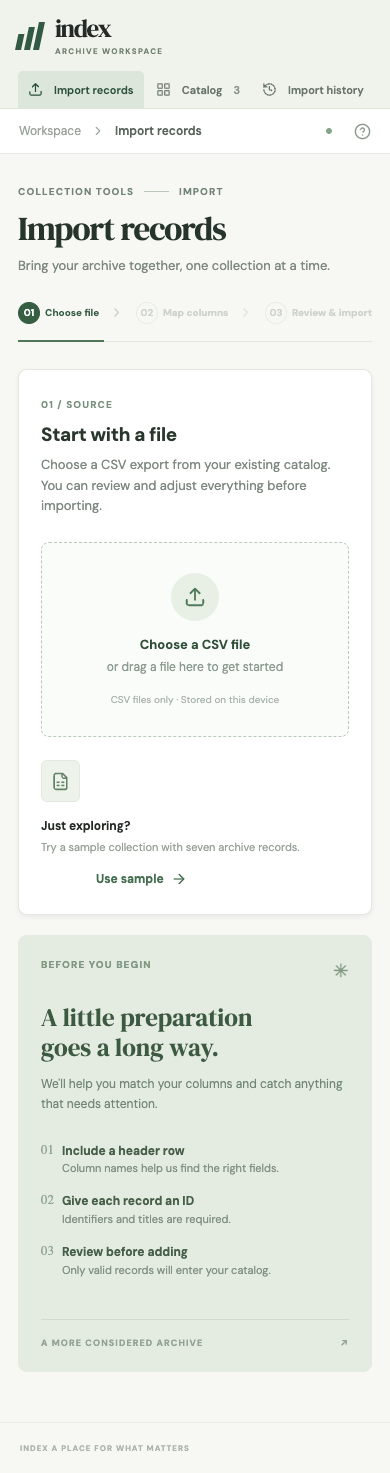 index
ARCHIVE WORKSPACE
Import records
Catalog 3
Import history
Workspace
Import records
COLLECTION TOOLS
IMPORT
Import records
Bring your archive together, one collection at a time.
01 Choose file
02 Map columns
03 Review & import
01 / SOURCE
Start with a file
Choose a CSV export from your existing catalog.
You can review and adjust everything before
importing.
Choose a CSV file
or drag a file here to get started
CSV files only · Stored on this device
Just exploring?
Try a sample collection with seven archive records.
Use sample
BEFORE YOU BEGIN
A little preparation
goes a long way.
We'll help you match your columns and catch anything
that needs attention.
01 Include a header row
Column names help us find the right fields.
02 Give each record an ID
Identifiers and titles are required.
03 Review before adding
Only valid records will enter your catalog.
A MORE CONSIDERED ARCHIVE
INDEX A PLACE FOR WHAT MATTERS